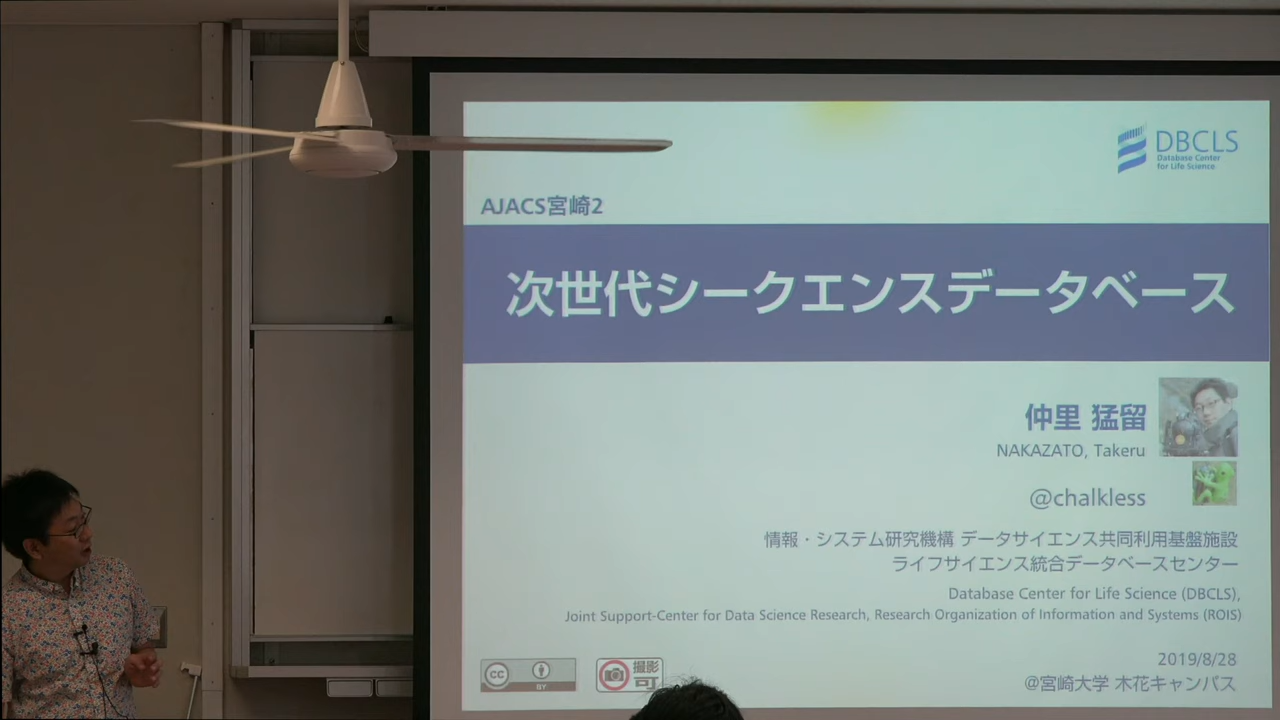 DBCLS
Database Center
for Life Science
AJACS宮崎2
次世代シークエンスデータベース
仲里 猛留
NAKAZATO, Takeru
@chalkless
情報・システム研究機構 データサイエンス共同利用基盤施設
ライフサイエンス統合データベースセンター
Database Center for Life Science (DBCLS),
Joint Support-Center for Data Science Research, Research Organization of Information and Systems (ROIS)
cc BY
撮影
可
2019/8/28
@宮崎大学 木花キャンパス